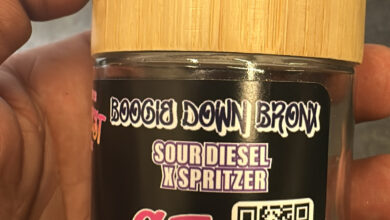 BOOGIE DOWN BRONX
SOUR DIESEL
X SPRITZER